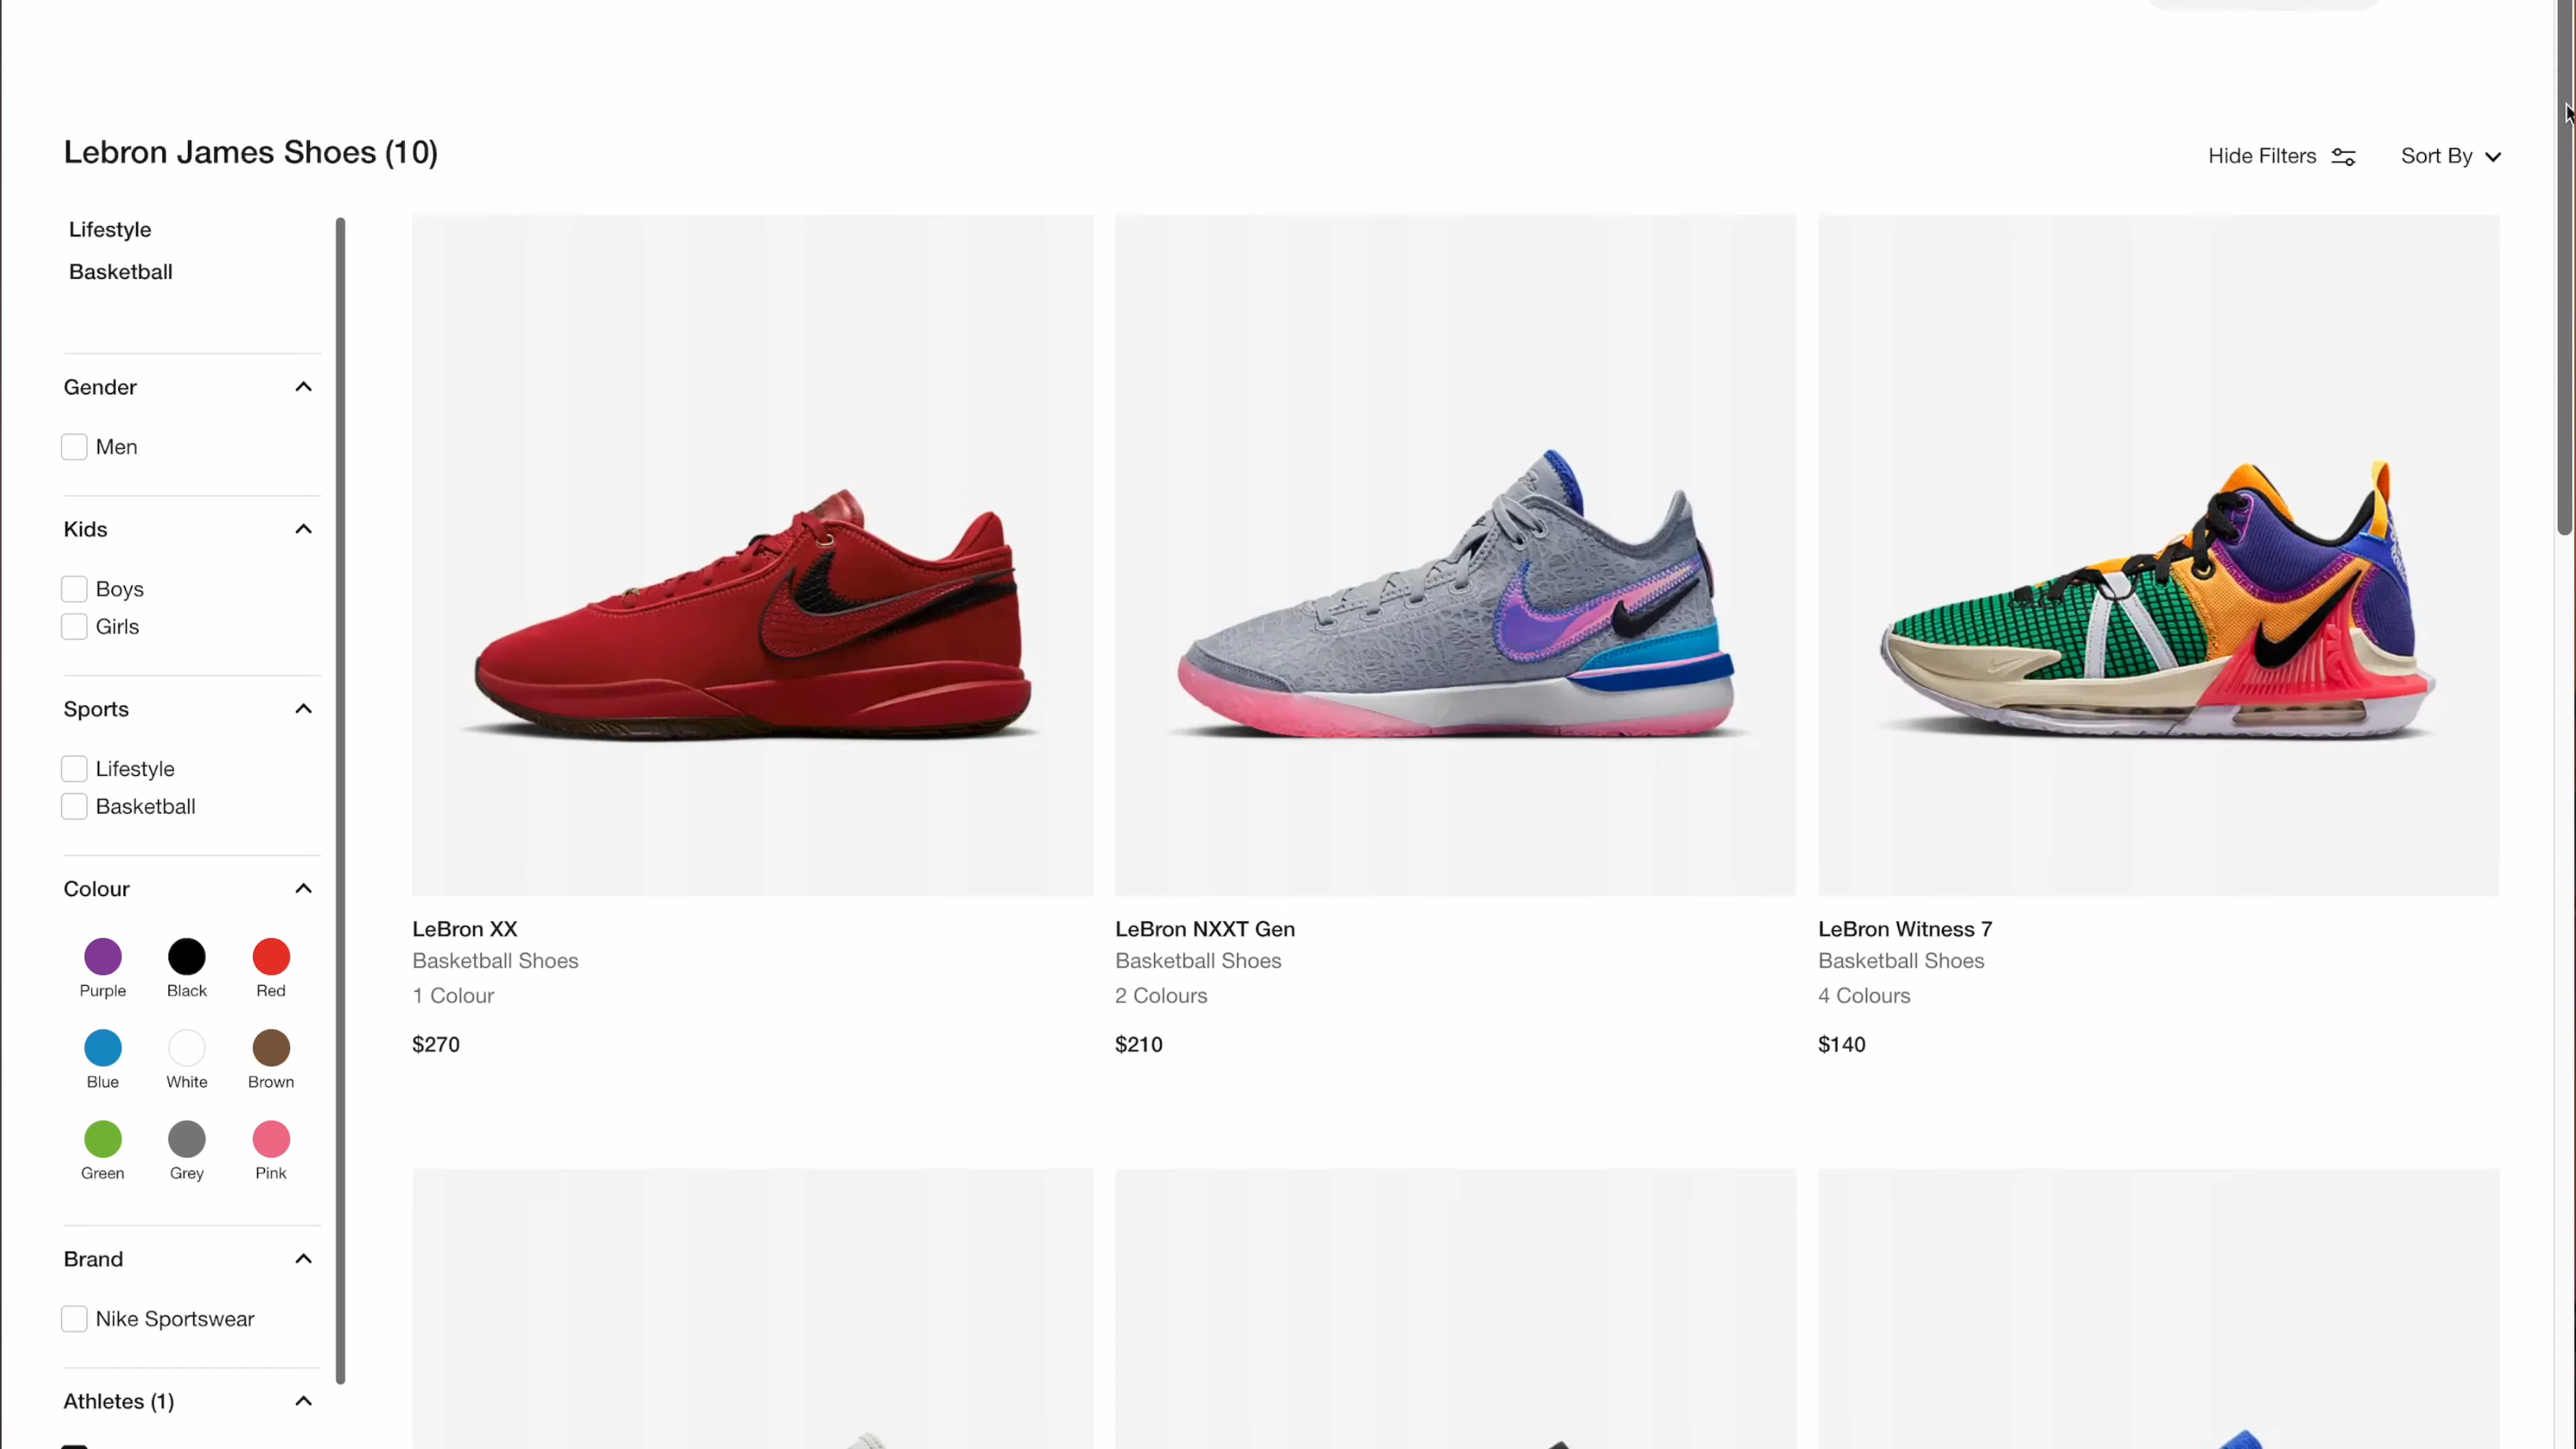 Lebron James Shoes (10)
Hide Filters
Sort By
Lifestyle
Basketball
Gender
Men
Kids
Boys
Girls
Sports
Lifestyle
Basketball
Colour
Purple
Black
Red
Blue
White
Brown
Green
Grey
Pink
Brand
Nike Sportswear
Athletes (1)
LeBron XX
Basketball Shoes
1 Colour
$270
LeBron NXXT Gen
Basketball Shoes
2 Colours
$210
LeBron Witness 7
Basketball Shoes
4 Colours
$140